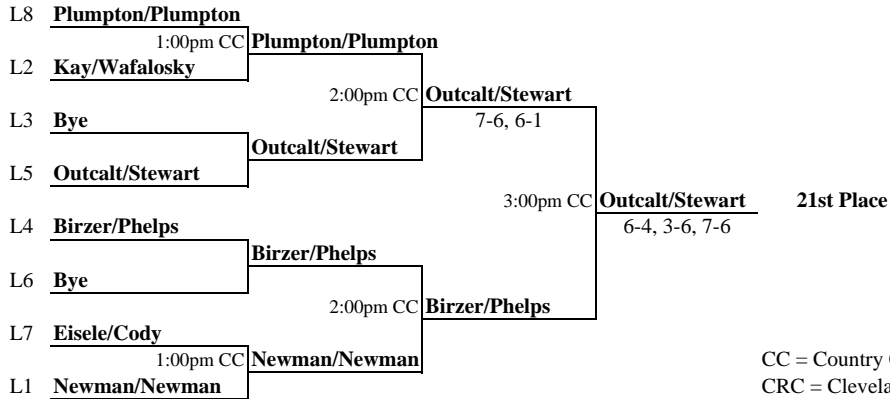 L8 Plumpton/Plumpton
1:00pm CC Plumpton/Plumpton
L2 Kay/Wafalosky
2:00pm CC Outcalt/Stewart
L3 Bye
7-6, 6-1
Outcalt/Stewart
L5 Outcalt/Stewart
3:00pm CC Outcalt/Stewart 21st Place
L4 Birzer/Phelps
6-4, 3-6, 7-6
Birzer/Phelps
L6 Bye
2:00pm CC Birzer/Phelps
L7 Eisele/Cody
1:00pm CC Newman/Newman
CC = Country
L1 Newman/Newman
CRC =